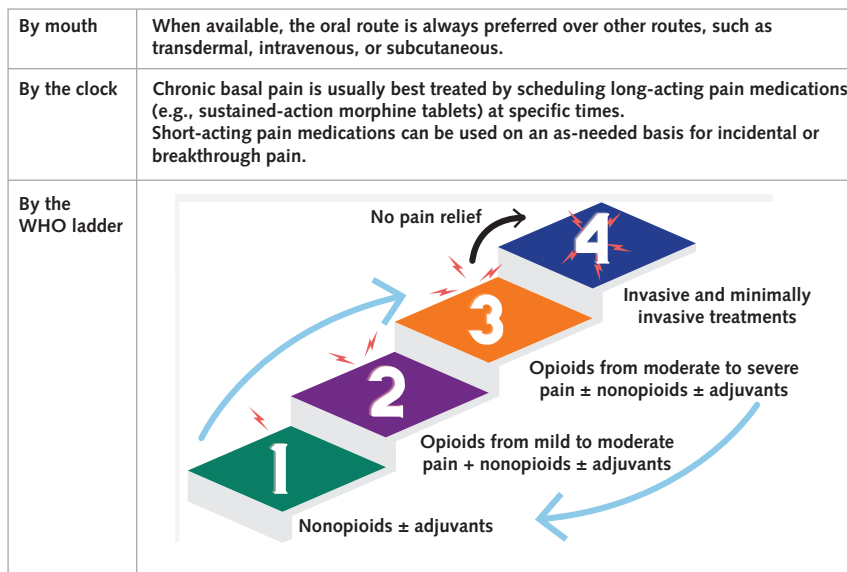 By mouth
When available, the oral route is always preferred over other routes, such as
transdermal, intravenous, or subcutaneous.
By the clock
Chronic basal pain is usually best treated by scheduling long-acting pain medications
(e.g., sustained-action morphine tablets) at specific times.
Short-acting pain medications can be used on an as-needed basis for incidental or
breakthrough pain.
By the
WHO ladder
No pain relief
4
Invasive and minimally
invasive treatments
3
Opioids from moderate to severe
pain ± nonopioids ± adjuvants
2
Opioids from mild to moderate
pain + nonopioids ± adjuvants
1
Nonopioids ± adjuvants